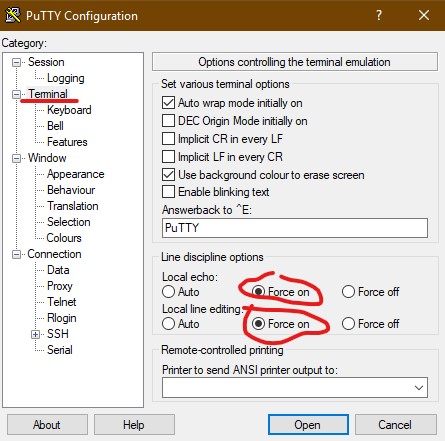 PuTTY Configuration
Category:
Session
Logging
Terminal
Keyboard
Bell
Features
Window
Appearance
Behaviour
Translation
Selection
Colours
Connection
Data
Proxy
Telnet
Rlogin
SSH
Serial
Options controlling the terminal emulation
Set various terminal options
Auto wrap mode initially on
DEC Origin Mode initially on
Implicit CR in every LF
Implicit LF in every CR
Use background colour to erase screen
Enable blinking text
Answerback to ^E:
PuTTY
Line discipline options
Local echo:
Auto Force on Force off
Local line editing:
Auto Force on Force off
Remote-controlled printing
Printer to send ANSI printer output to:
About Help Open Cancel